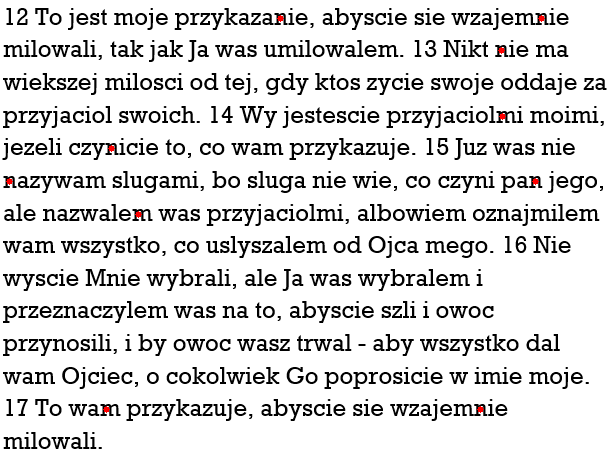 12 To jest moje przykazanie, abyscie sie wzajemnie
milowali, tak jak Ja was umilowalem. 13 Nikt nie ma
wiekszej milosci od tej, gdy ktos zycie swoje oddaje za
przyjaciol swoich. 14 Wy jestescie przyjaciolmi moimi,
jezeli czynicie to, co wam przykazuje. 15 Juz was nie
nazywam slugami, bo sluga nie wie, co czyni pan jego,
ale nazwalem was przyjaciolmi, albowiem oznajmilem
wam wszystko, co uslyszalem od Ojca mego. 16 Nie
wyscie Mnie wybrali, ale Ja was wybralem i
przeznaczylem was na to, abyscie szli i owoc
przynosili, i by owoc wasz trwal - aby wszystko dal
wam Ojciec, o cokolwiek Go poprosicie w imie moje.
17 To wam przykazuje, abyscie sie wzajemnie
milowali.